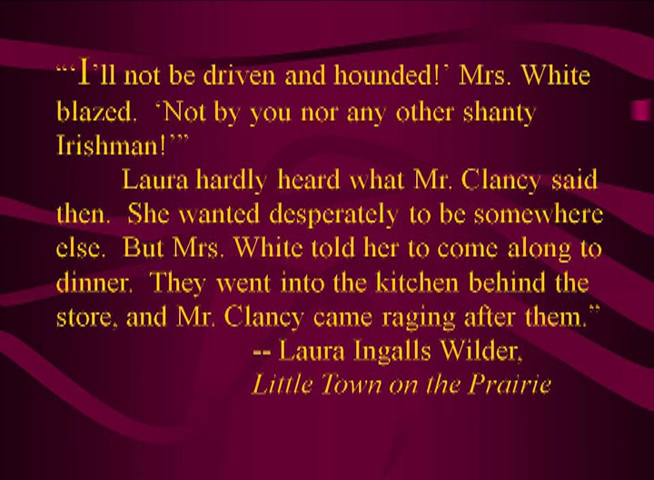 “‘I’ll not be driven and hounded!’ Mrs. White
blazed.  ‘Not by you nor any other shanty
Irishman!’”
Laura hardly heard what Mr. Clancy said
then.  She wanted desperately to be somewhere
else.  But Mrs. White told her to come along to
dinner.  They went into the kitchen behind the
store, and Mr. Clancy came raging after them.”
-- Laura Ingalls Wilder,
Little Town on the Prairie